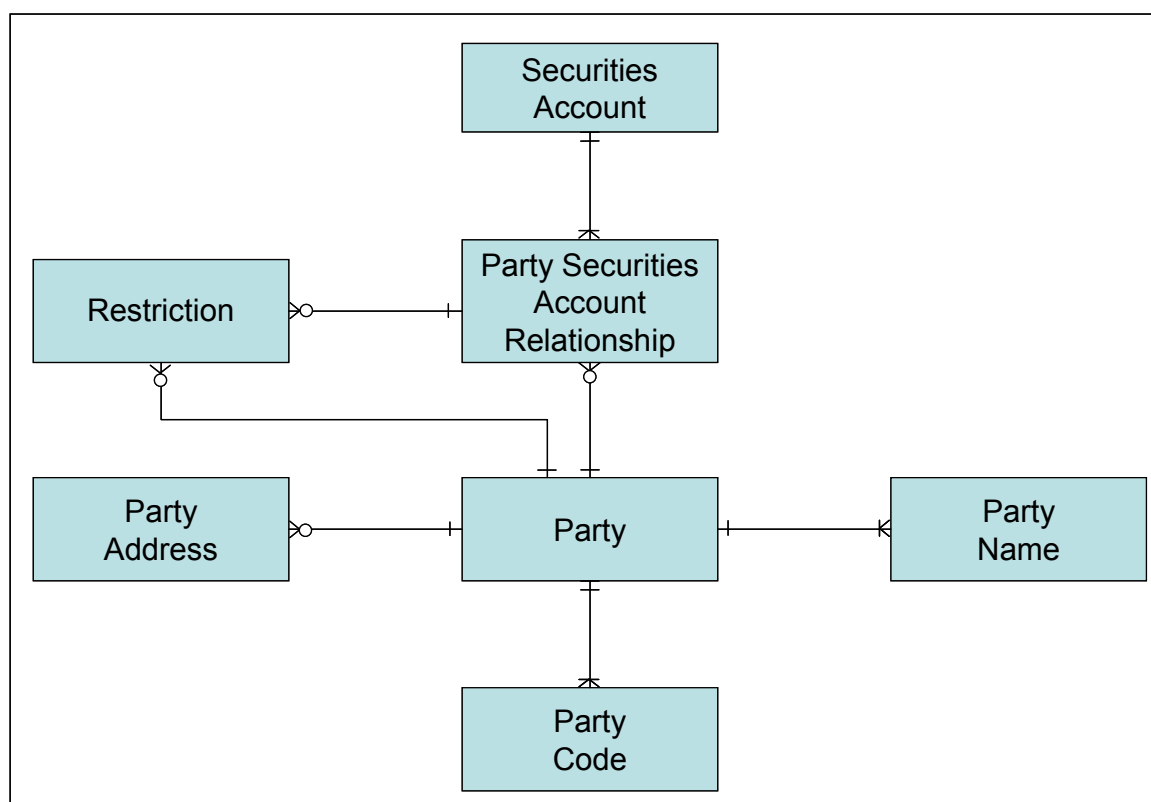 Securities
Account
Restriction
Party Securities
Account
Relationship
Party
Address
Party
Party
Name
Party
Code